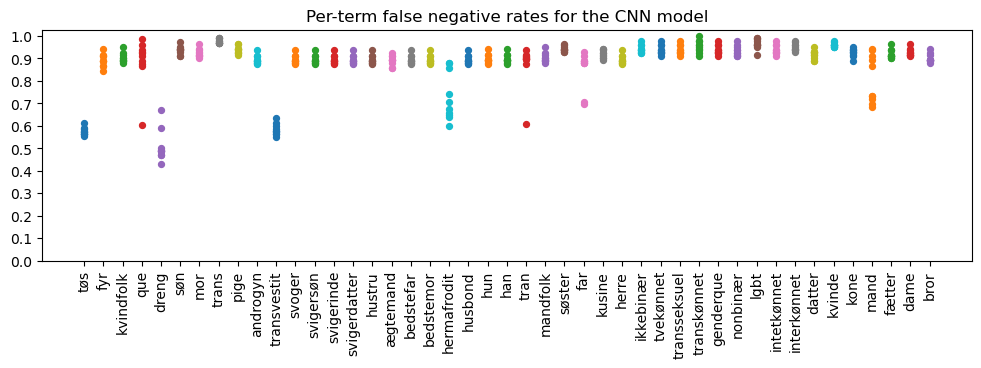 Per-term false negative rates for the CNN model
1.0
0.9
0.8
0.7
0.6
0.5
0.4
0.3
0.2
0.1
0.0
tøs
fyr
kvindfolk
que
dreng
søn
mor
trans
pige
androgyn
transvestit
svoger
svigersøn
svigerinde
svigerdatter
hustru
ægtemand
bedstefar
bedstemor
hermafrodit
husbond
hun
han
tran
mandfolk
søster
far
kusine
herre
ikkebinær
tvekønnet
transseksuel
transkønnet
genderque
nonbinær
lgbt
intetkønnet
interkønnet
datter
kvinde
kone
mand
fætter
dame
bror